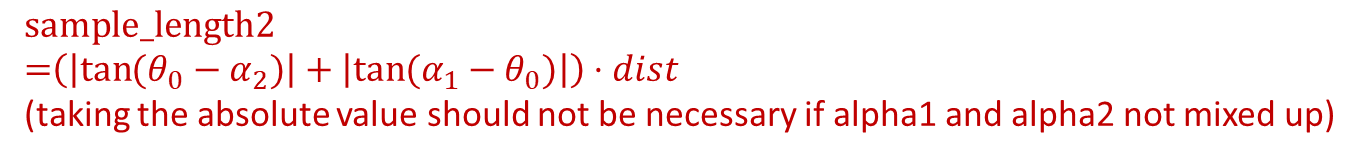 sample_length2
=(|tan(θ₀ − α₂)| + |tan(α₁ − θ₀)|) · dist
(taking the absolute value should not be necessary if alpha1 and alpha2 not mixed up)